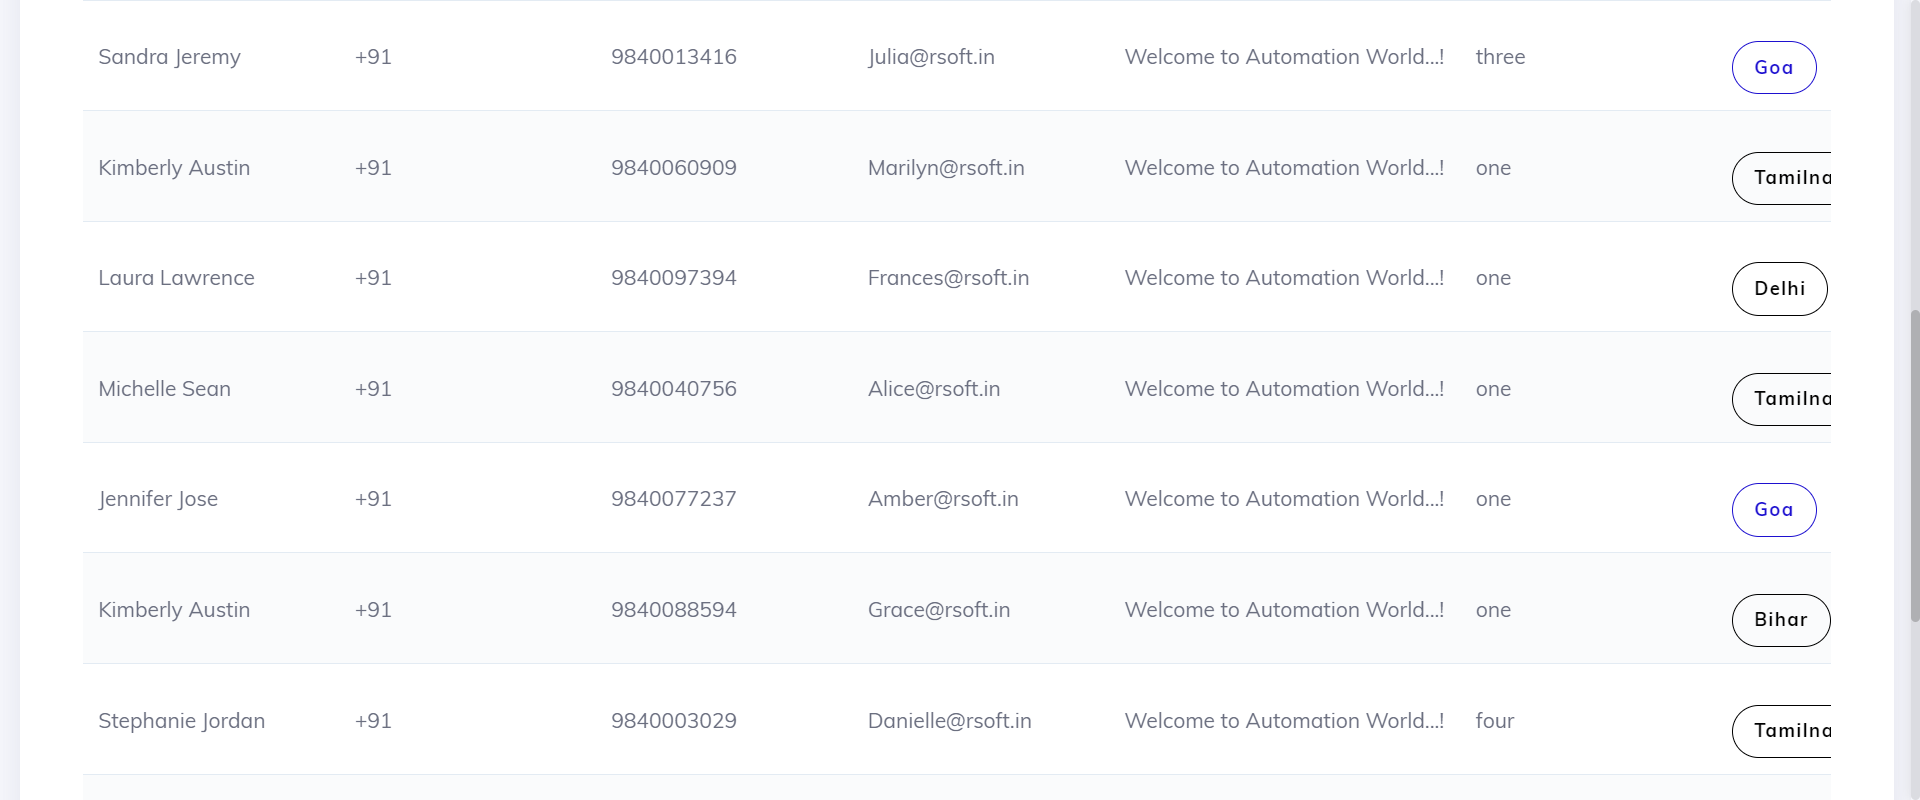 Sandra Jeremy +91 9840013416 Julia@rsoft.in Welcome to Automation World...! three Goa
Kimberly Austin +91 9840060909 Marilyn@rsoft.in Welcome to Automation World...! one Tamilna
Laura Lawrence +91 9840097394 Frances@rsoft.in Welcome to Automation World...! one Delhi
Michelle Sean +91 9840040756 Alice@rsoft.in Welcome to Automation World...! one Tamilna
Jennifer Jose +91 9840077237 Amber@rsoft.in Welcome to Automation World...! one Goa
Kimberly Austin +91 9840088594 Grace@rsoft.in Welcome to Automation World...! one Bihar
Stephanie Jordan +91 9840003029 Danielle@rsoft.in Welcome to Automation World...! four Tamilna